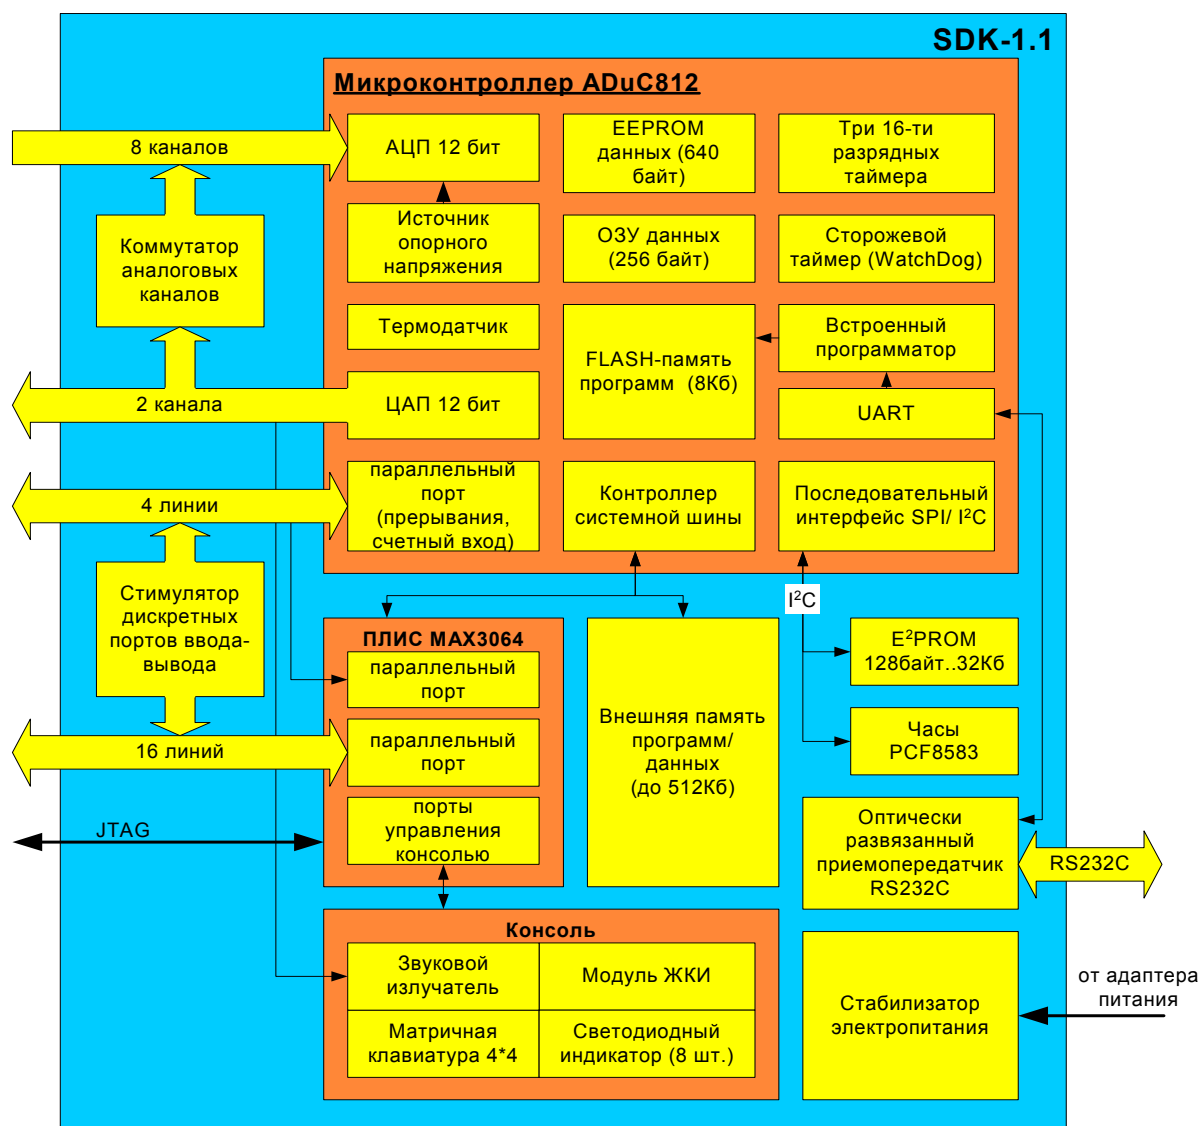 SDK-1.1
Микроконтроллер ADuC812
8 каналов
АЦП 12 бит
EEPROM
данных (640
байт)
Три 16-ти
разрядных
таймера
Коммутатор
аналоговых
каналов
Источник
опорного
напряжения
ОЗУ данных
(256 байт)
Сторожевой
таймер (WatchDog)
Термодатчик
FLASH-память
программ (8Кб)
Встроенный
программатор
2 канала
ЦАП 12 бит
UART
4 линии
параллельный
порт
(прерывания,
счетный вход)
Контроллер
системной шины
Последовательный
интерфейс SPI/ I²C
I²C
Стимулятор
дискретных
портов ввода-
вывода
ПЛИС MAX3064
параллельный
порт
16 линий
параллельный
порт
порты
управления
консолью
JTAG
Внешняя память
программ/
данных
(до 512Кб)
E²PROM
128байт..32Кб
Часы
PCF8583
Оптически
развязанный
приемопередатчик
RS232C
RS232C
Консоль
Звуковой
излучатель
Модуль ЖКИ
Матричная
клавиатура 4*4
Светодиодный
индикатор (8 шт.)
Стабилизатор
электропитания
от адаптера
питания